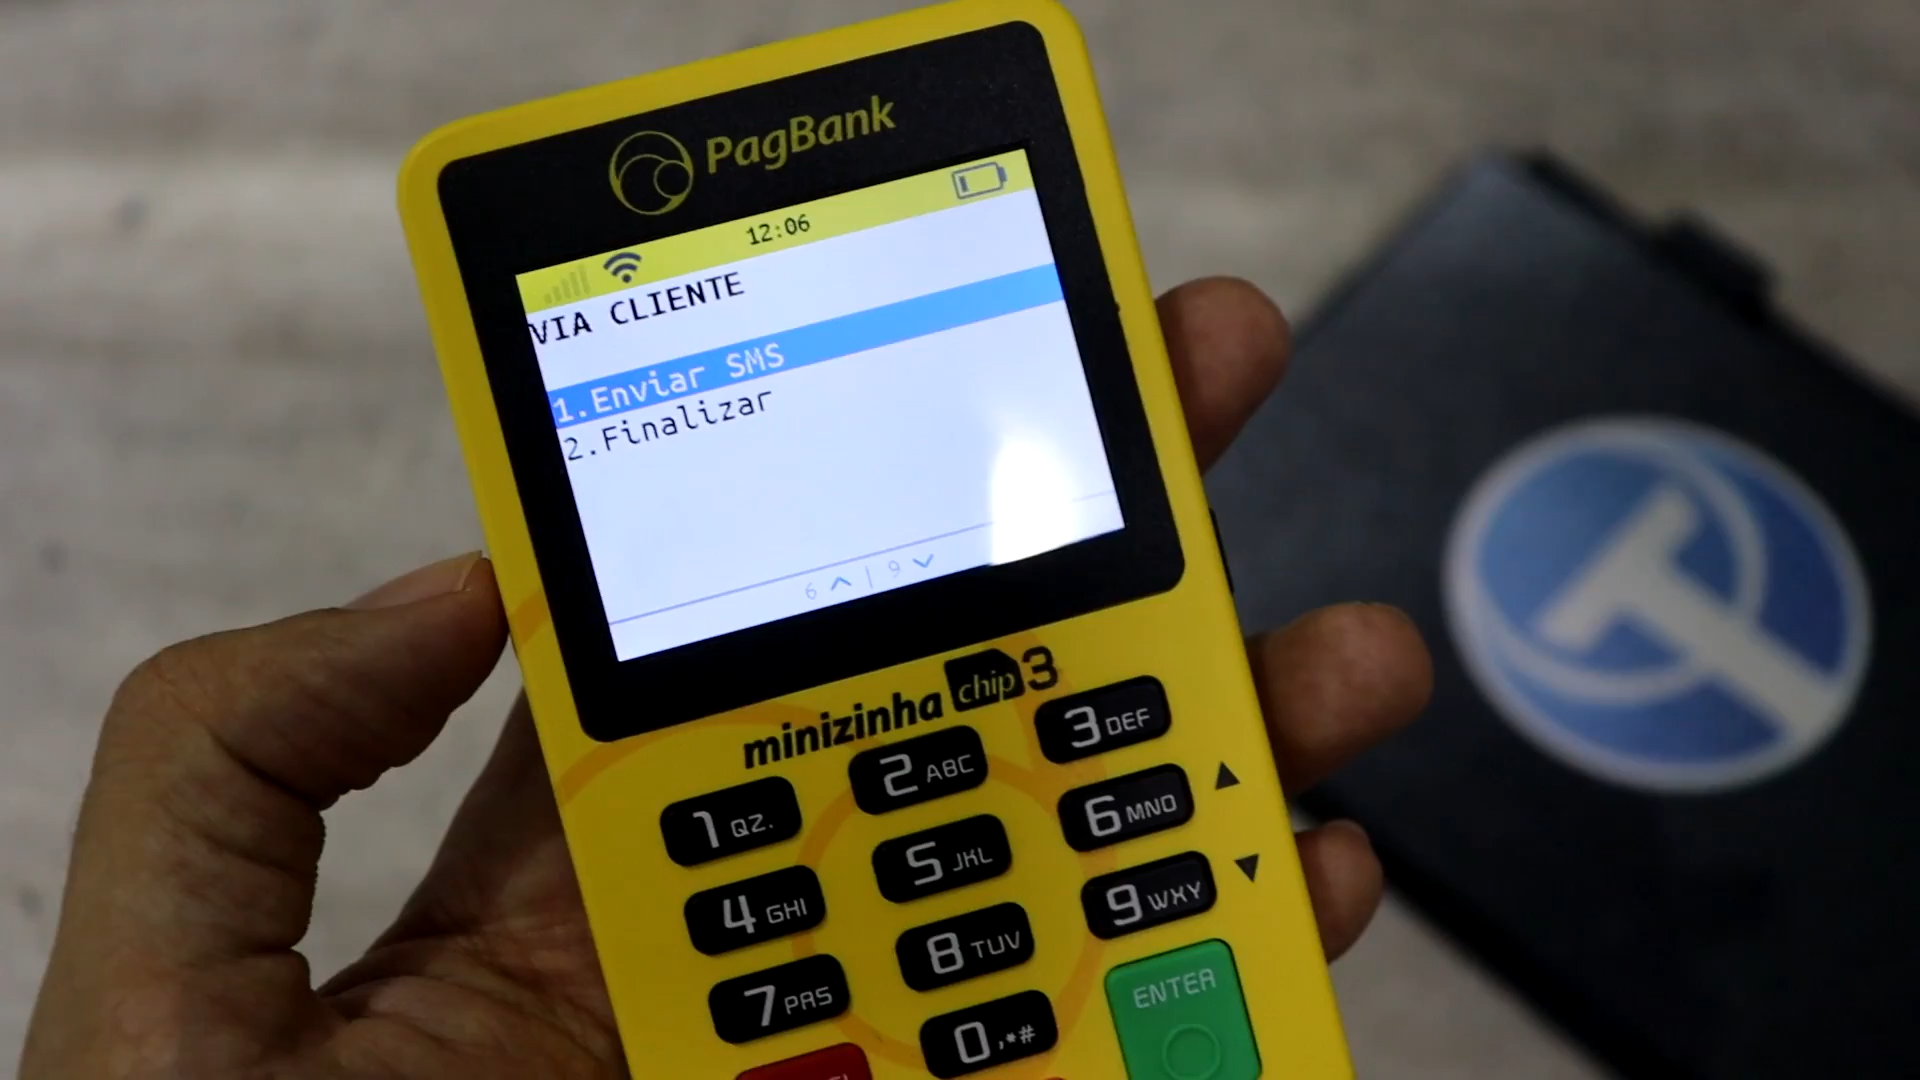 PagBank
12:06
VIA CLIENTE
1.Enviar SMS
2.Finalizar
6 | 9
minizinha chip 3
1 QZ. 2 ABC 3 DEF
4 GHI 5 JKL 6 MNO
7 PRS 8 TUV 9 WXY
0 ,*# ENTER